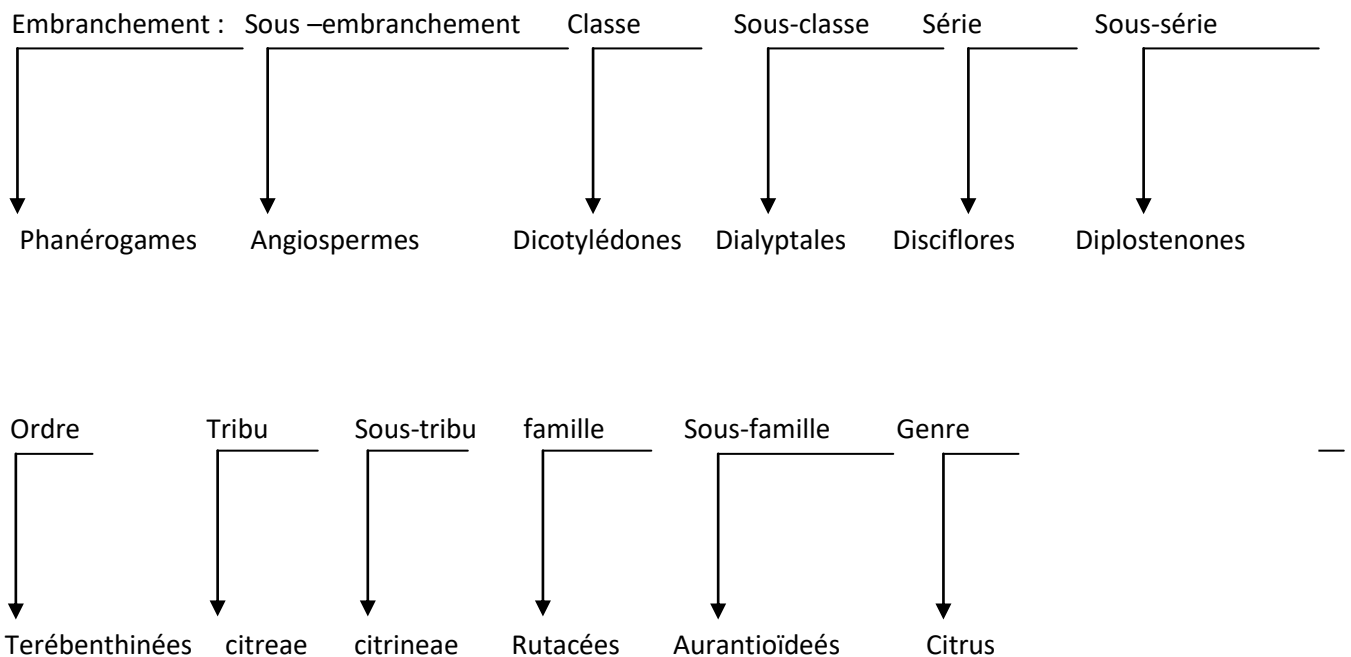 Embranchement : Sous –embranchement Classe Sous-classe Série Sous-série
Phanérogames Angiospermes Dicotylédones Dialyptales Disciflores Diplostenones
Ordre Tribu Sous-tribu famille Sous-famille Genre
Terébenthinées citreae citrineae Rutacées Aurantioïdeés Citrus